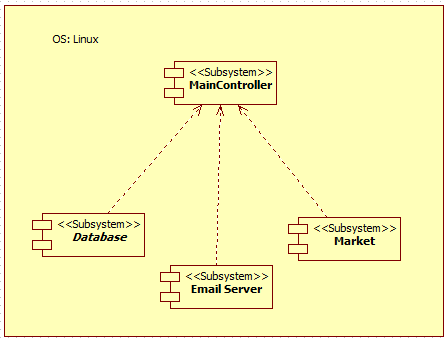 OS: Linux
<<Subsystem>>
MainController
<<Subsystem>>
Database
<<Subsystem>>
Market
<<Subsystem>>
Email Server